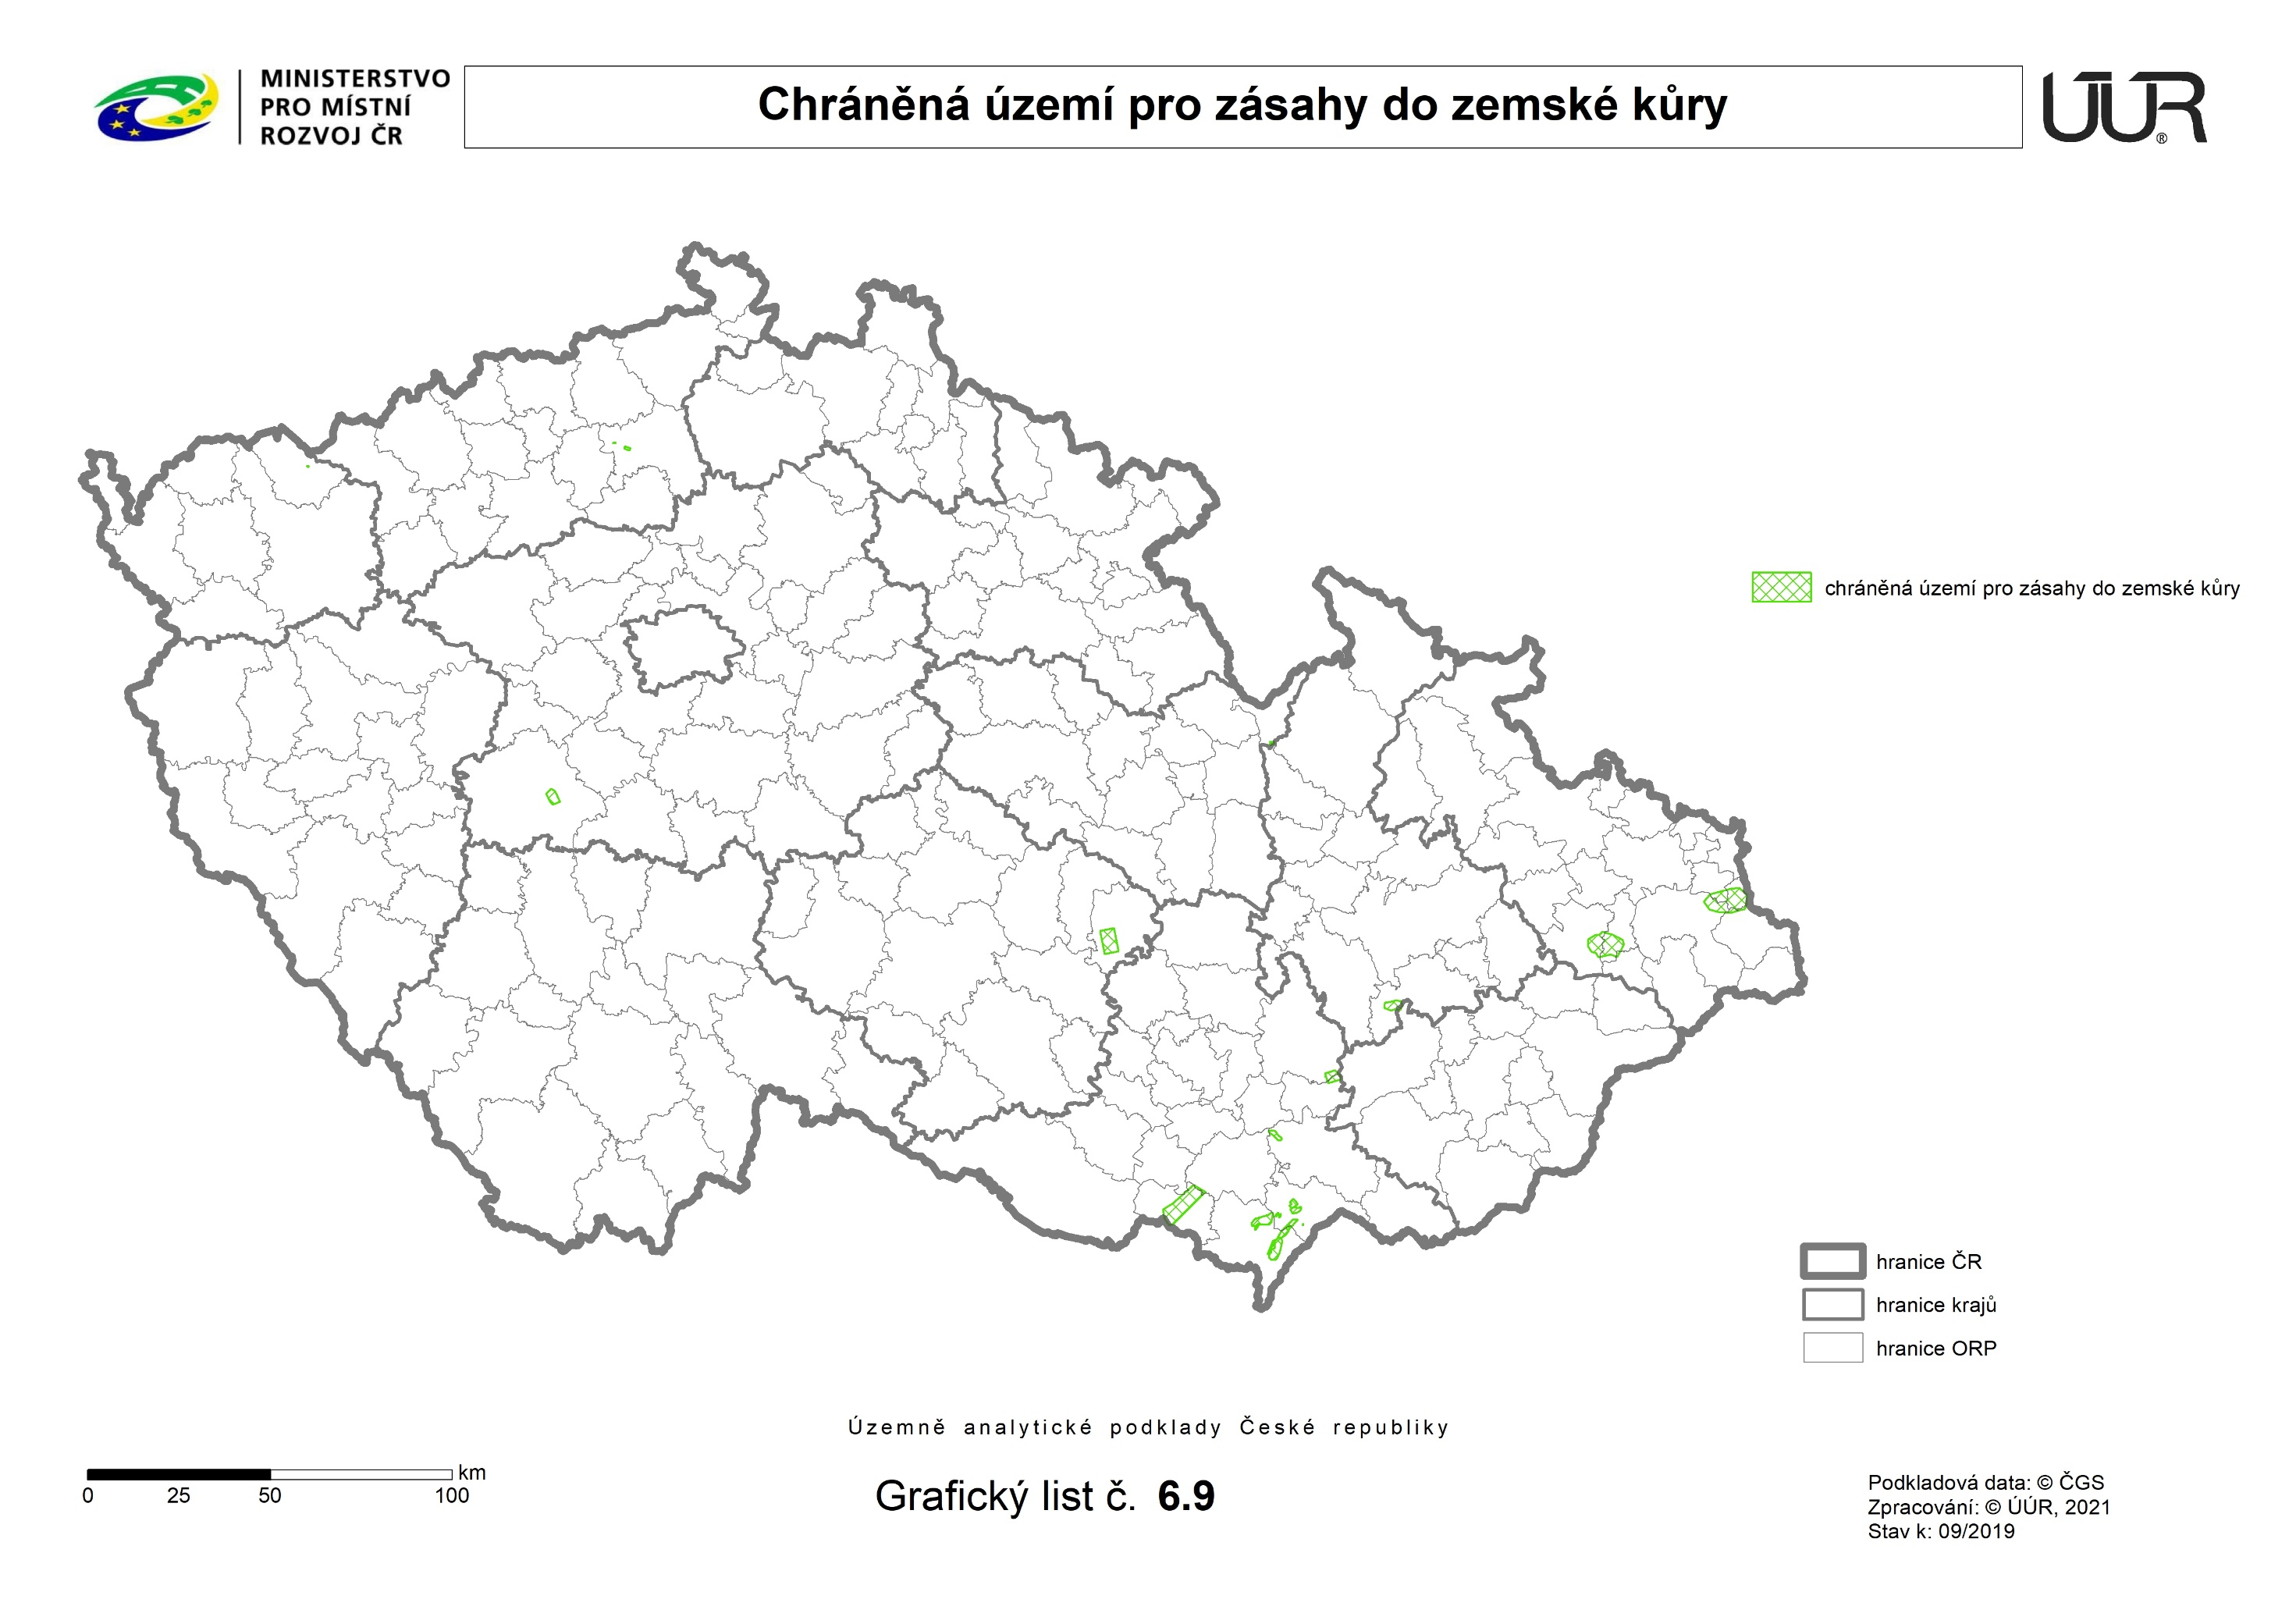 MINISTERSTVO
PRO MÍSTNÍ
ROZVOJ ČR
Chráněná území pro zásahy do zemské kůry
ÚÚR®
chráněná území pro zásahy do zemské kůry
hranice ČR
hranice krajů
hranice ORP
Územně analytické podklady České republiky
km
0 25 50 100
Grafický list č. 6.9
Podkladová data: © ČGS
Zpracování: © ÚÚR, 2021
Stav k: 09/2019